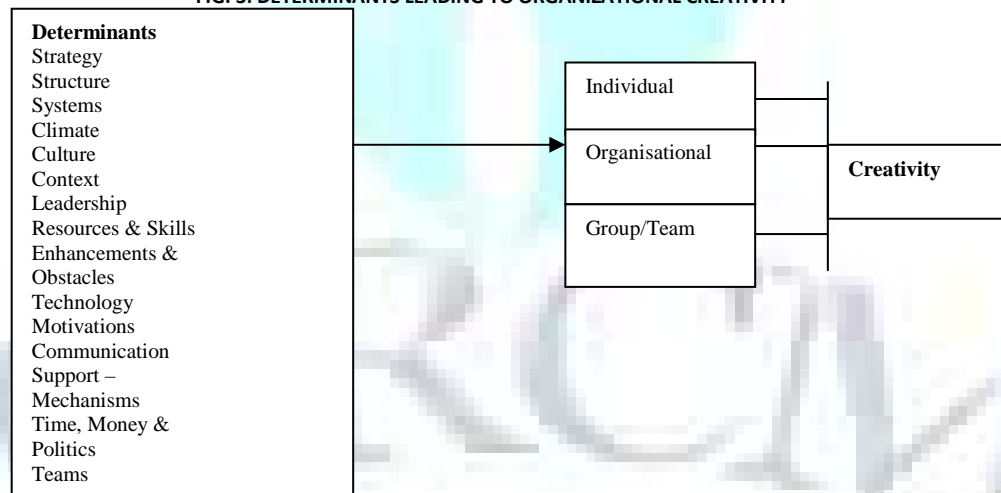 FIG. 3: DETERMINANTS LEADING TO ORGANIZATIONAL CREATIVITY
Determinants
Strategy
Structure
Systems
Climate
Culture
Context
Leadership
Resources & Skills
Enhancements &
Obstacles
Technology
Motivations
Communication
Support –
Mechanisms
Time, Money &
Politics
Teams
Individual
Organisational
Group/Team
Creativity